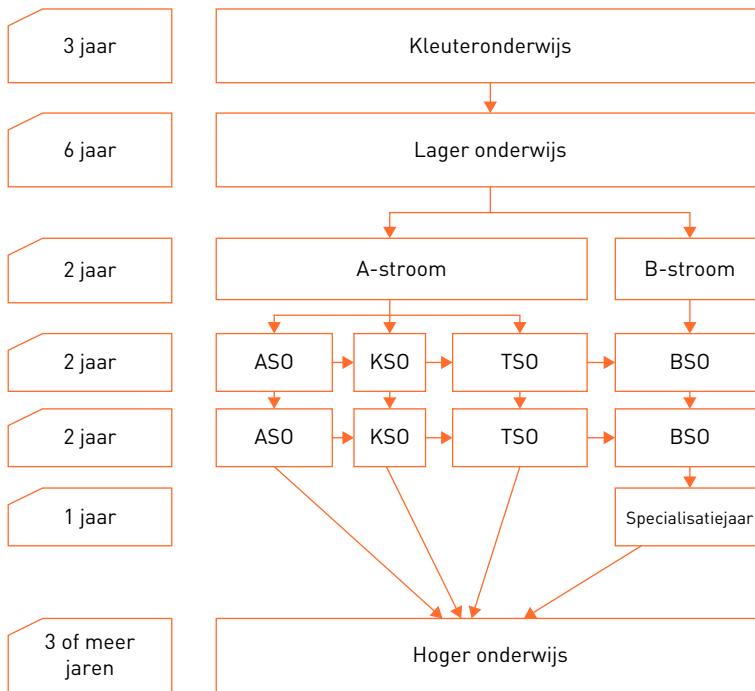 3 jaar
Kleuteronderwijs
6 jaar
Lager onderwijs
2 jaar
A-stroom
B-stroom
2 jaar
ASO
KSO
TSO
BSO
2 jaar
ASO
KSO
TSO
BSO
1 jaar
Specialisatiejaar
3 of meer
jaren
Hoger onderwijs